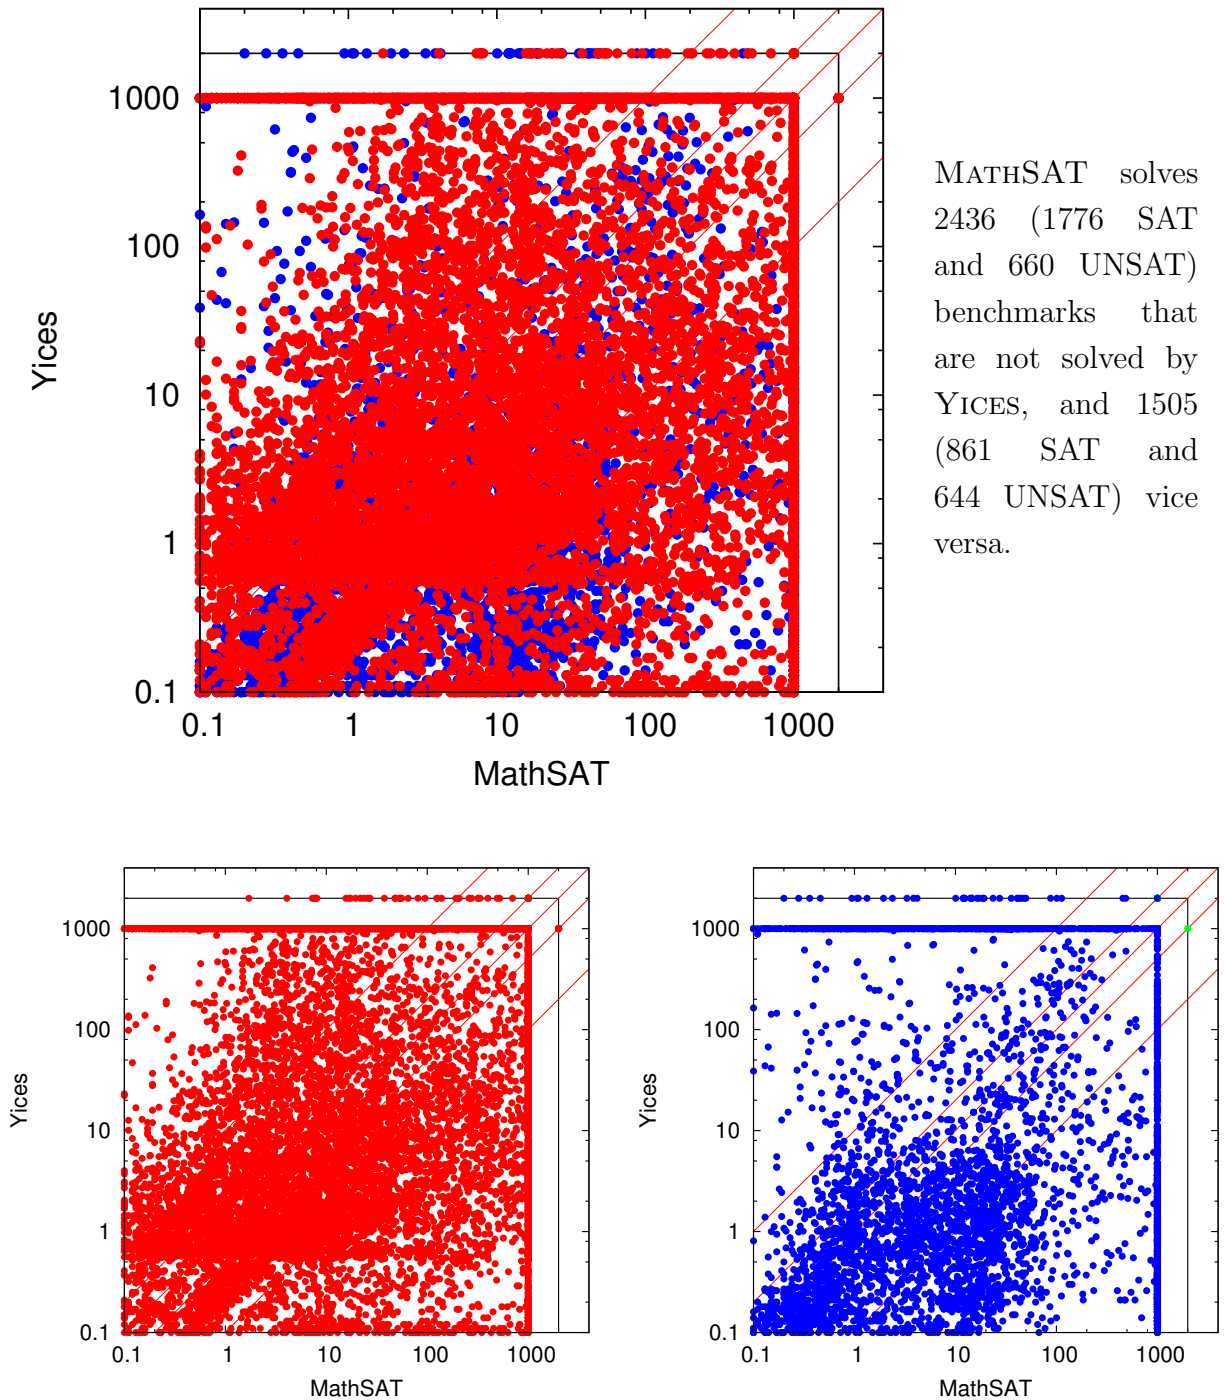 1000
100
10
1
0.1
Yices
0.1 1 10 100 1000
MathSAT
MATHSAT solves
2436 (1776 SAT
and 660 UNSAT)
benchmarks that
are not solved by
YICES, and 1505
(861 SAT and
644 UNSAT) vice
versa.
1000
100
10
1
0.1
Yices
0.1 1 10 100 1000
MathSAT
1000
100
10
1
0.1
Yices
0.1 1 10 100 1000
MathSAT